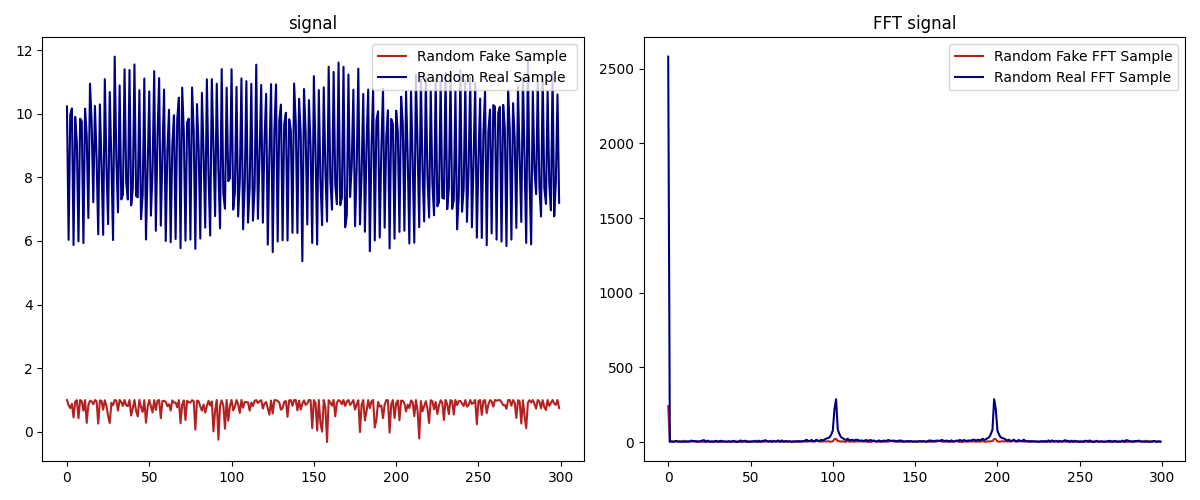 signal
Random Fake Sample
Random Real Sample
12
10
8
6
4
2
0
0 50 100 150 200 250 300
FFT signal
Random Fake FFT Sample
Random Real FFT Sample
2500
2000
1500
1000
500
0
0 50 100 150 200 250 300